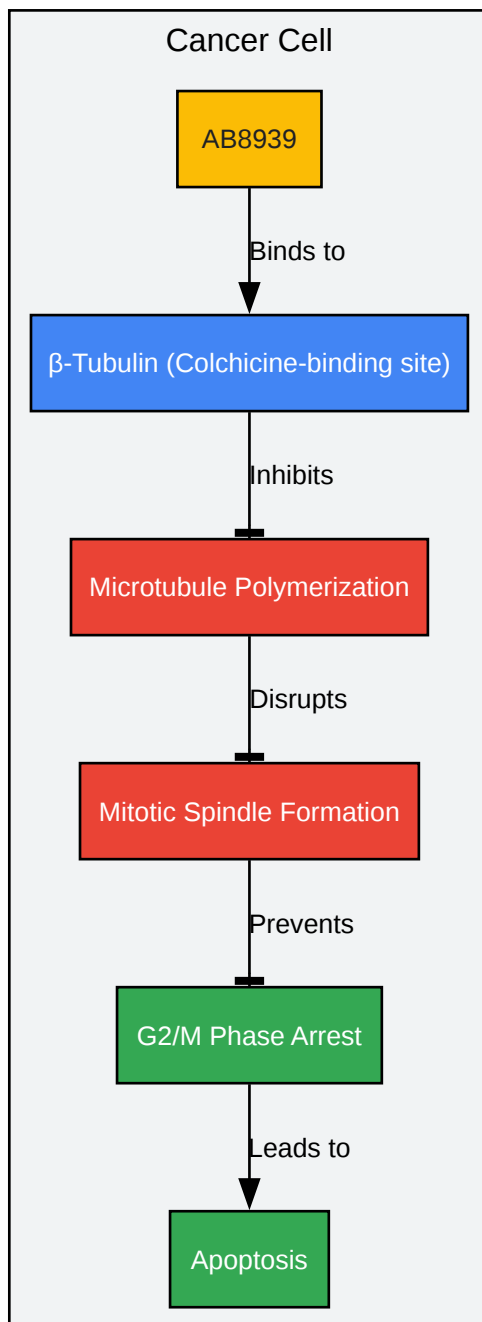 Cancer Cell
AB8939
Binds to
β-Tubulin (Colchicine-binding site)
Inhibits
Microtubule Polymerization
Disrupts
Mitotic Spindle Formation
Prevents
G2/M Phase Arrest
Leads to
Apoptosis